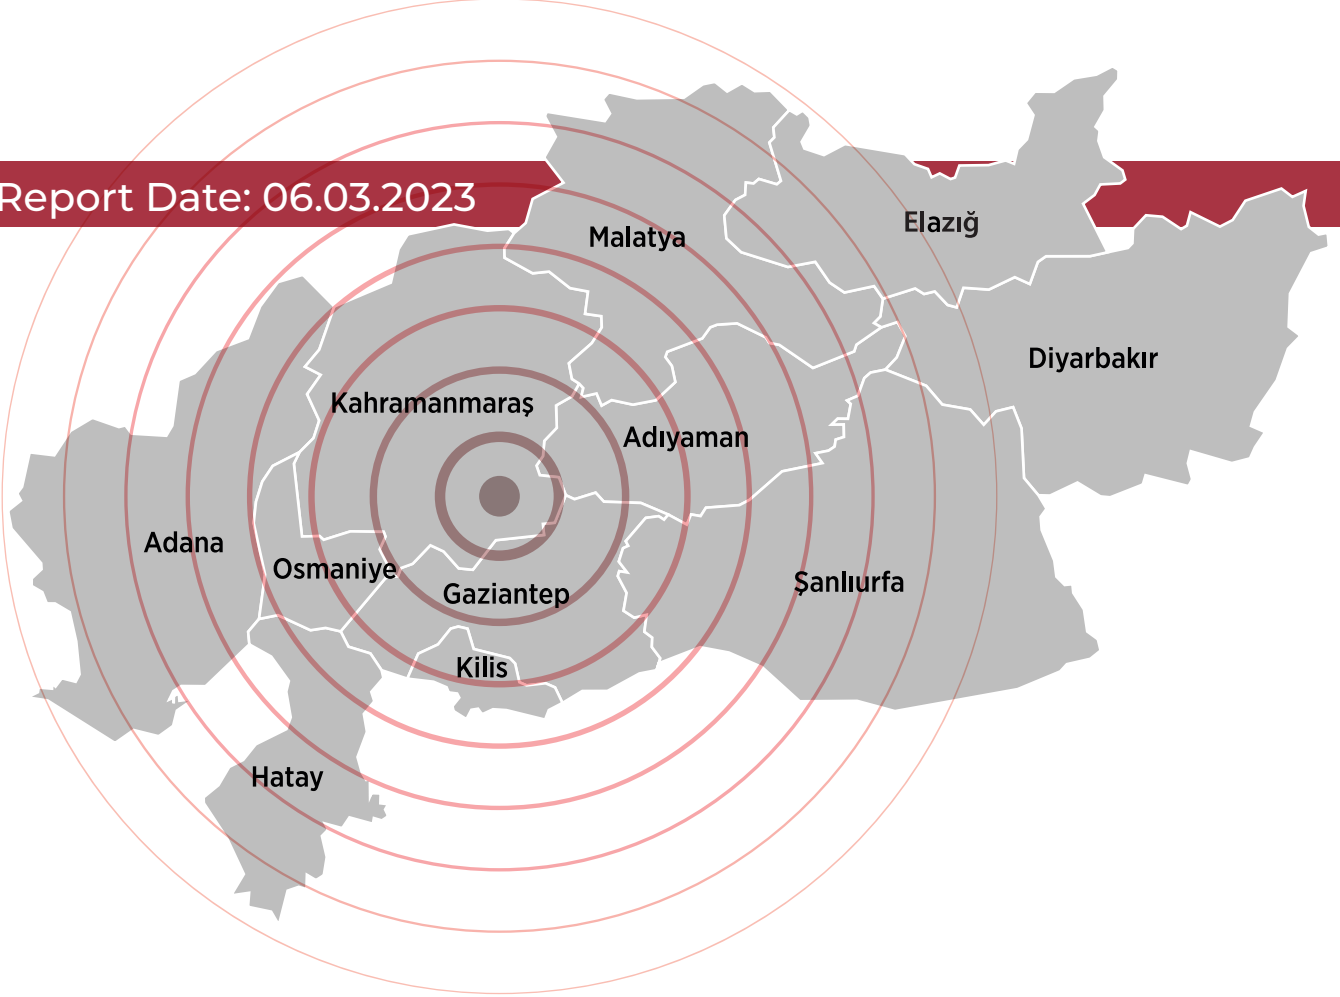 Report Date: 06.03.2023
Elazığ
Malatya
Diyarbakır
Kahramanmaraş
Adıyaman
Adana
Osmaniye
Şanlıurfa
Gaziantep
Kilis
Hatay